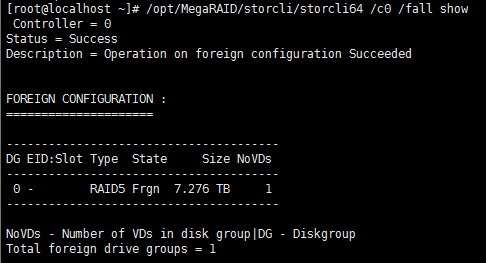 [root@localhost ~]# /opt/MegaRAID/storcli/storcli64 /c0 /fall show
Controller = 0
Status = Success
Description = Operation on foreign configuration Succeeded
FOREIGN CONFIGURATION :
======================
----------------------------------------
DG EID:Slot Type  State     Size NoVDs
----------------------------------------
 0 -        RAID5 Frgn  7.276 TB     1
----------------------------------------
NoVDs - Number of VDs in disk group|DG - Diskgroup
Total foreign drive groups = 1